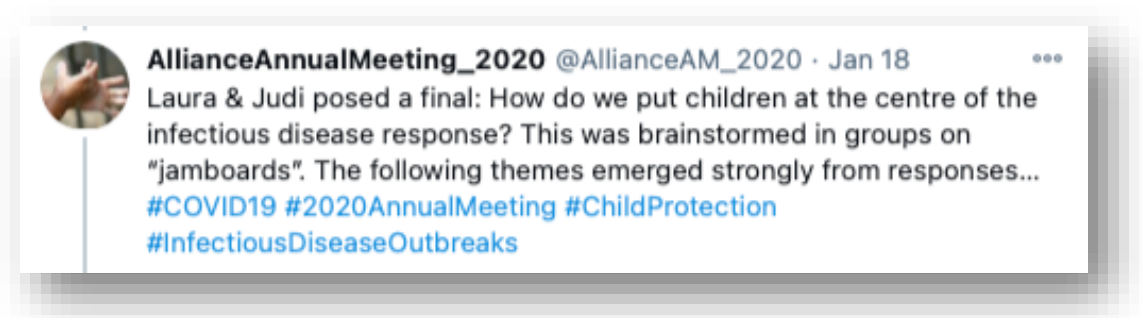 AllianceAnnualMeeting_2020 @AllianceAM_2020 · Jan 18
Laura & Judi posed a final: How do we put children at the centre of the
infectious disease response? This was brainstormed in groups on
“jamboards”. The following themes emerged strongly from responses...
#COVID19 #2020AnnualMeeting #ChildProtection
#InfectiousDiseaseOutbreaks